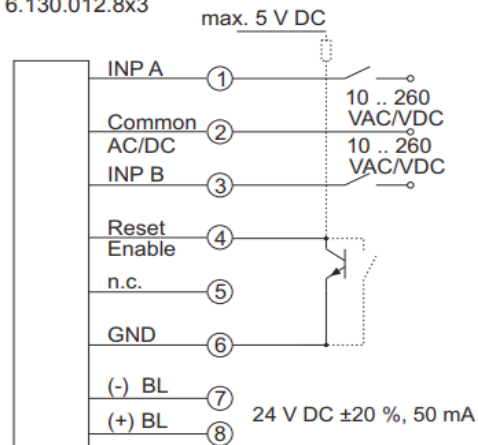 6.130.012.8x3
max. 5 V DC
INP A
1
10 .. 260
VAC/VDC
Common
AC/DC
2
10 .. 260
VAC/VDC
INP B
3
Reset
Enable
4
n.c.
5
GND
6
(-) BL
7
24 V DC ±20 %, 50 mA
(+) BL
8